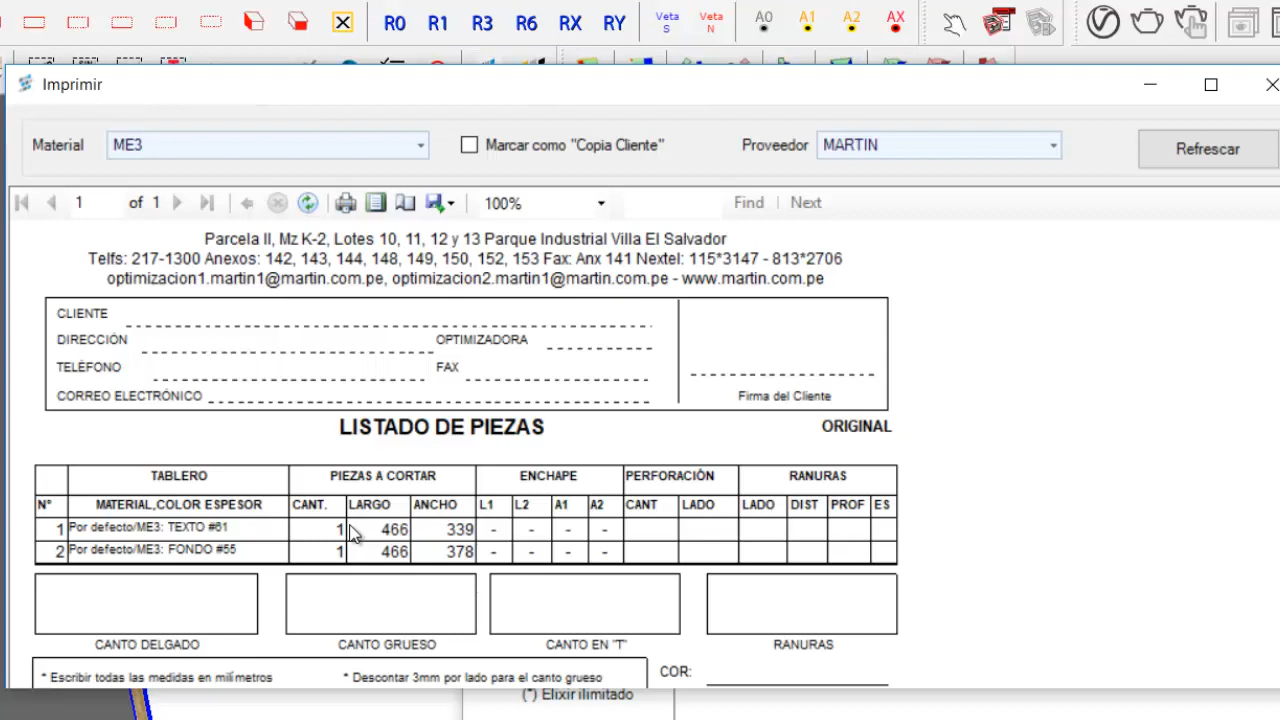 R0 R1 R3 R6 RX RY Veta S Veta N A0 A1 A2 AX
Imprimir
Material ME3 Marcar como "Copia Cliente" Proveedor MARTIN Refrescar
1 of 1 100% Find Next
Parcela II, Mz K-2, Lotes 10, 11, 12 y 13 Parque Industrial Villa El Salvador
Telfs: 217-1300 Anexos: 142, 143, 144, 148, 149, 150, 152, 153 Fax: Anx 141 Nextel: 115*3147 - 813*2706
optimizacion1.martin1@martin.com.pe, optimizacion2.martin1@martin.com.pe - www.martin.com.pe
CLIENTE
DIRECCIÓN OPTIMIZADORA
TELÉFONO FAX
CORREO ELECTRÓNICO Firma del Cliente
LISTADO DE PIEZAS ORIGINAL
TABLERO PIEZAS A CORTAR ENCHAPE PERFORACIÓN RANURAS
N° MATERIAL,COLOR ESPESOR CANT. LARGO ANCHO L1 L2 A1 A2 CANT LADO LADO DIST PROF ES
1 Por defecto/ME3: TEXTO #61 1 466 339 - - - -
2 Por defecto/ME3: FONDO #55 1 466 378 - - - -
CANTO DELGADO CANTO GRUESO CANTO EN "T" RANURAS
* Escribir todas las medidas en milímetros * Descontar 3mm por lado para el canto grueso COR:
(*) Elixir ilimitado